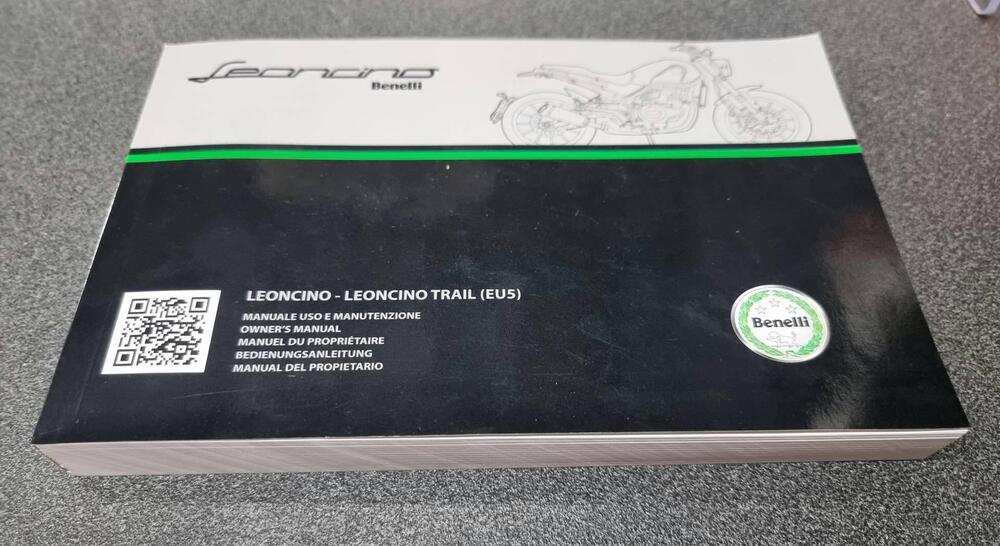 Leoncino
Benelli
LEONCINO - LEONCINO TRAIL (EU5)
MANUALE USO E MANUTENZIONE
OWNER'S MANUAL
MANUEL DU PROPRIÉTAIRE
BEDIENUNGSANLEITUNG
MANUAL DEL PROPIETARIO
Benelli